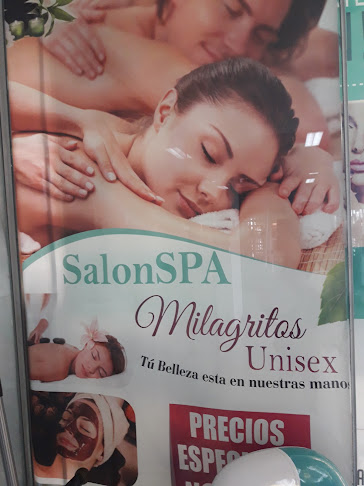 SalonSPA
Milagritos
Unisex
Tú Belleza esta en nuestras manos
PRECIOS